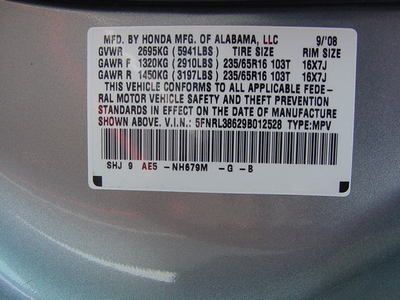 MFD. BY HONDA MFG. OF ALABAMA, LLC 9/'08
GVWR 2695KG (5941LBS) TIRE SIZE RIM SIZE
GAWR F 1320KG (2910LBS) 235/65R16 103T 16X7J
GAWR R 1450KG (3197LBS) 235/65R16 103T 16X7J
THIS VEHICLE CONFORMS TO ALL APPLICABLE FEDE-
RAL MOTOR VEHICLE SAFETY AND THEFT PREVENTION
STANDARDS IN EFFECT ON THE DATE OF MANUFACTURE
SHOWN ABOVE. V.I.N.: 5FNRL38629B012528 TYPE:MPV
SHJ 9 AE5 -NH679M -G -B